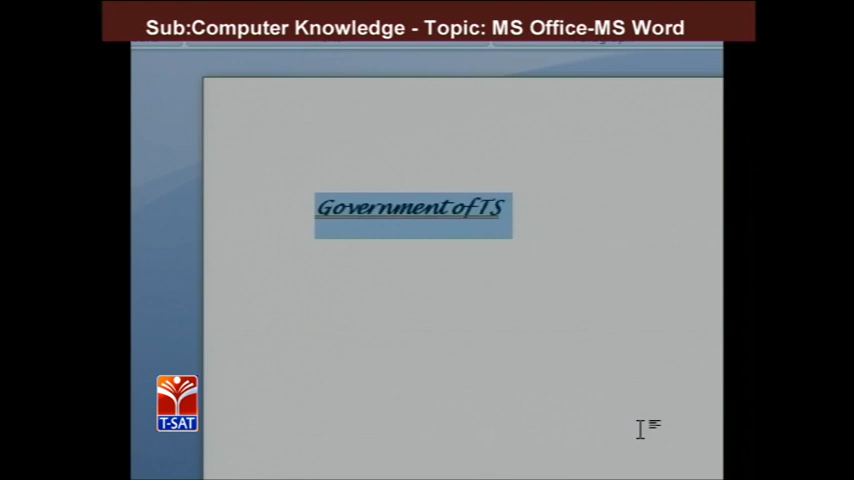 Sub:Computer Knowledge - Topic: MS Office-MS Word
Government of TS
T-SAT